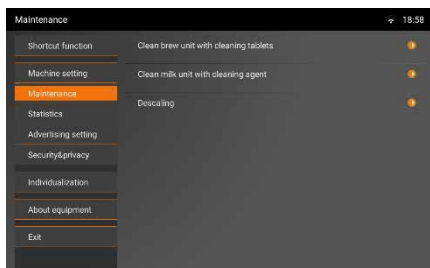 Maintenance 18:58
Shortcut function
Machine setting
Maintenance
Statistics
Advertising setting
Security&privacy
Individualization
About equipment
Exit
Clean brew unit with cleaning tablets
Clean milk unit with cleaning agent
Descaling